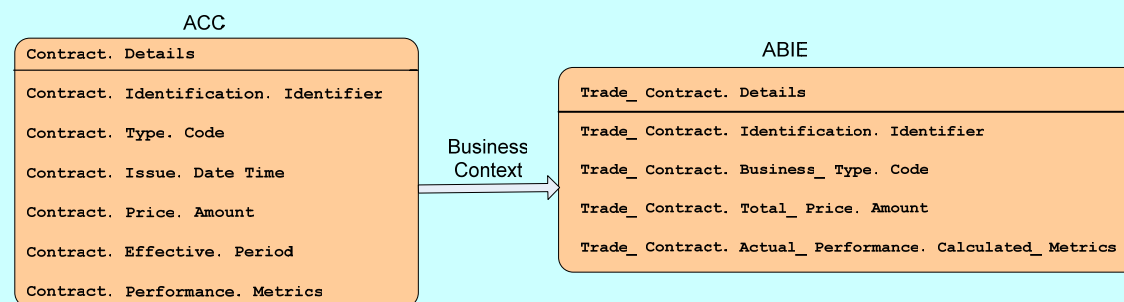 ACC
Contract. Details
Contract. Identification. Identifier
Contract. Type. Code
Contract. Issue. Date Time
Contract. Price. Amount
Contract. Effective. Period
Contract. Performance. Metrics
Business
Context
ABIE
Trade_ Contract. Details
Trade_ Contract. Identification. Identifier
Trade_ Contract. Business_ Type. Code
Trade_ Contract. Total_ Price. Amount
Trade_ Contract. Actual_ Performance. Calculated_ Metrics